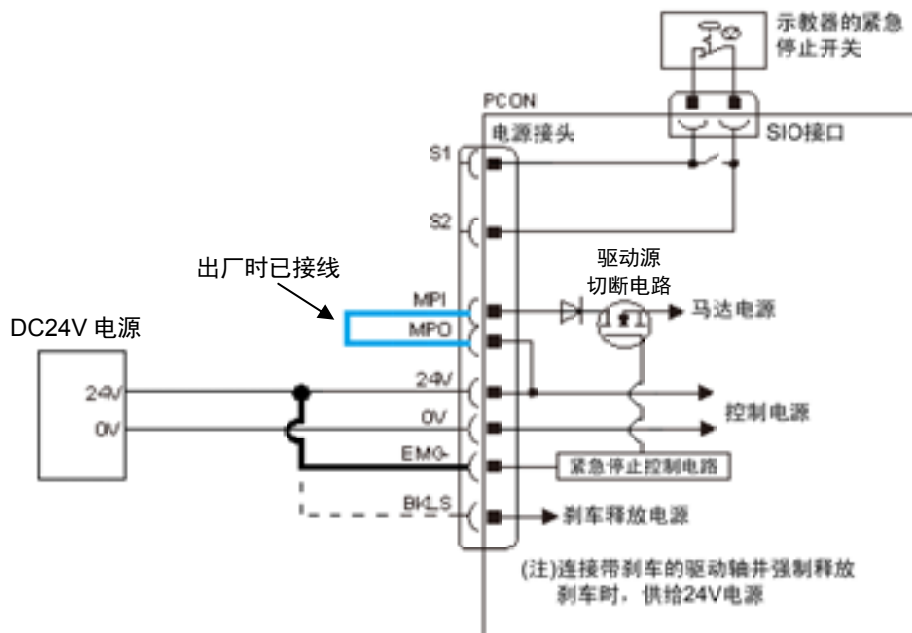 示教器的紧急
停止开关
PCON
电源接头
SIO接口
S1
S2
出厂时已接线
驱动源
切断电路
MPI
马达电源
MPO
DC24V 电源
24V
24V
控制电源
0V
0V
EMG-
紧急停止控制电路
BKLS
刹车释放电源
(注)连接带刹车的驱动轴并强制释放
刹车时，供给24V电源